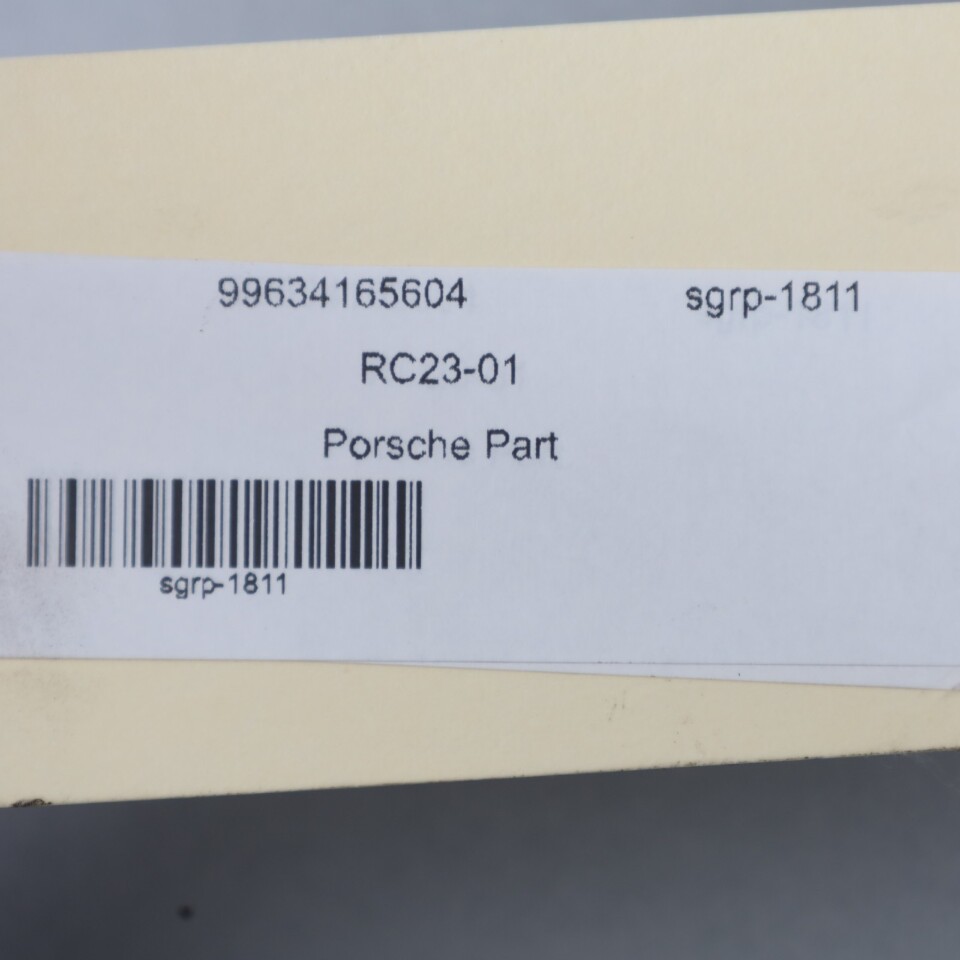 99634165604 sgrp-1811
RC23-01
Porsche Part
sgrp-1811